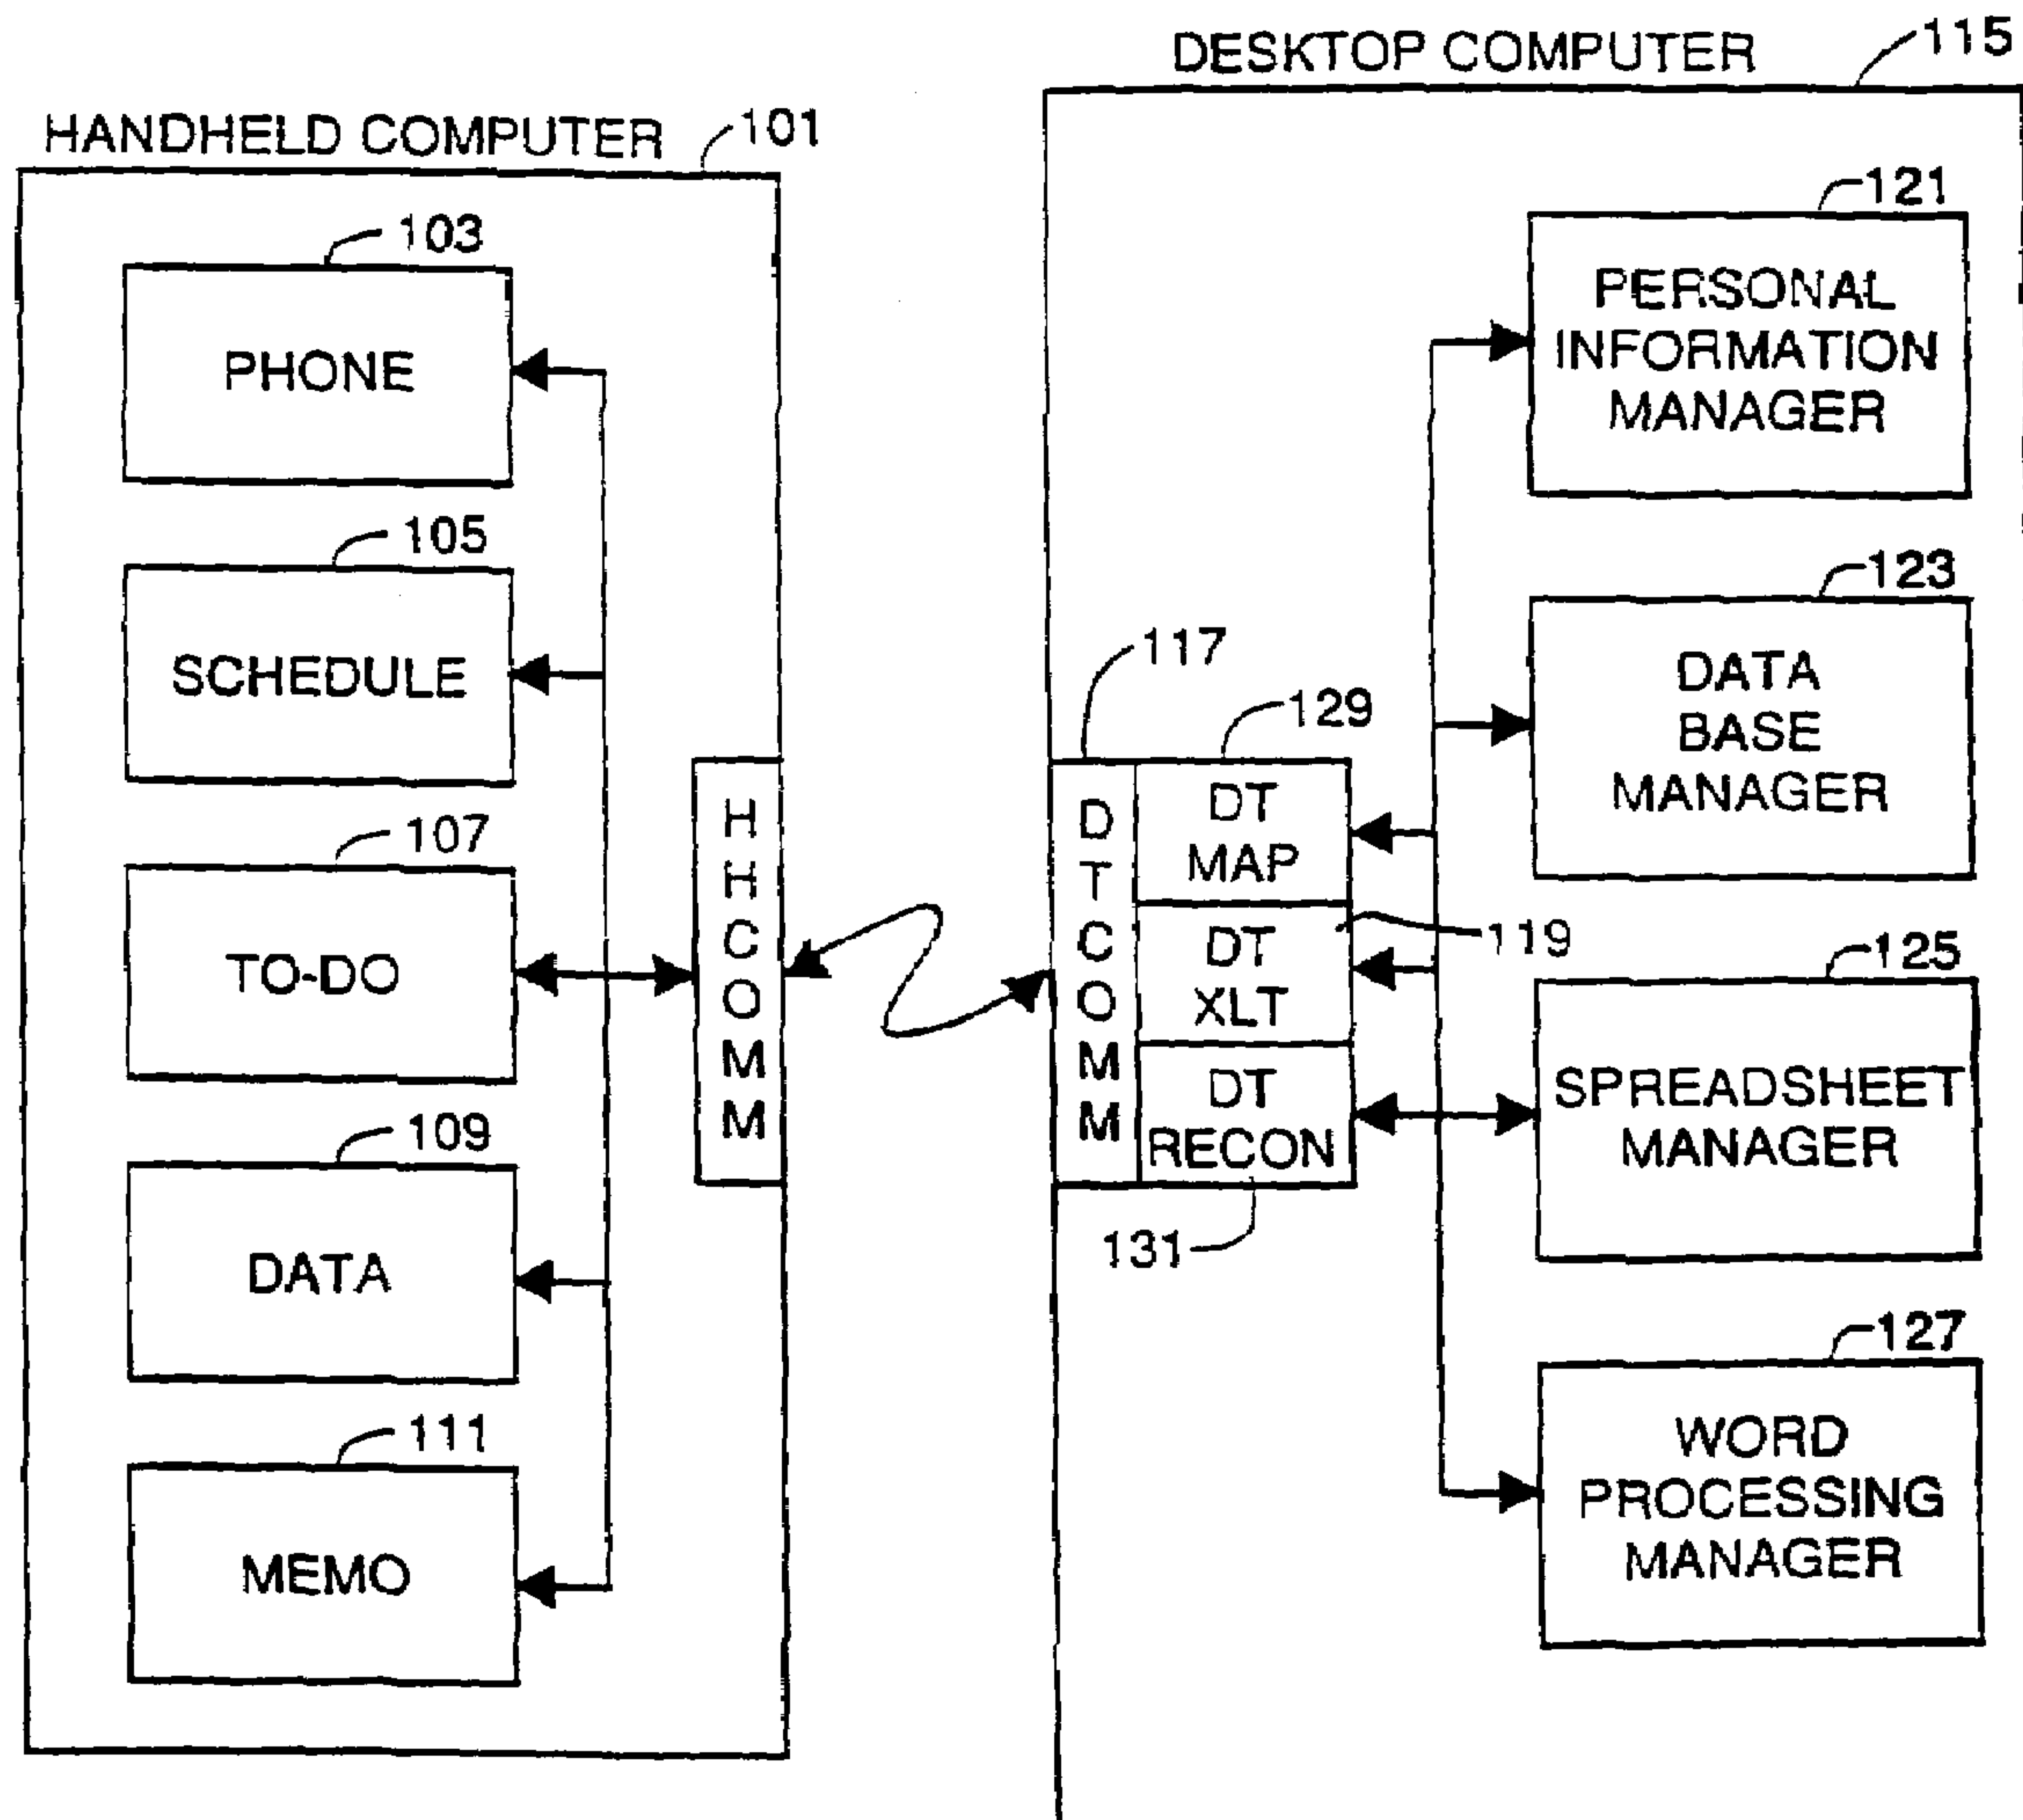 HANDHELD COMPUTER
101
103
PHONE
105
SCHEDULE
107
TO-DO
109
DATA
111
MEMO
HHCOMM
DESKTOP COMPUTER
115
117
DTCOMM
129
DT
MAP
119
DT
XLT
DT
RECON
131
121
PERSONAL
INFORMATION
MANAGER
123
DATA
BASE
MANAGER
125
SPREADSHEET
MANAGER
127
WORD
PROCESSING
MANAGER